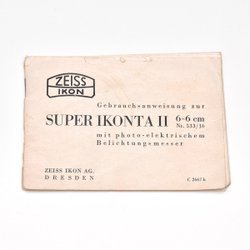 ZEISS
IKON
Gebrauchsanweisung zur
SUPER IKONTA II 6-6 cm
Nr. 533/16
mit photo-elektrischem
Belichtungsmesser
ZEISS IKON AG.
DRESDEN
C 2667 b